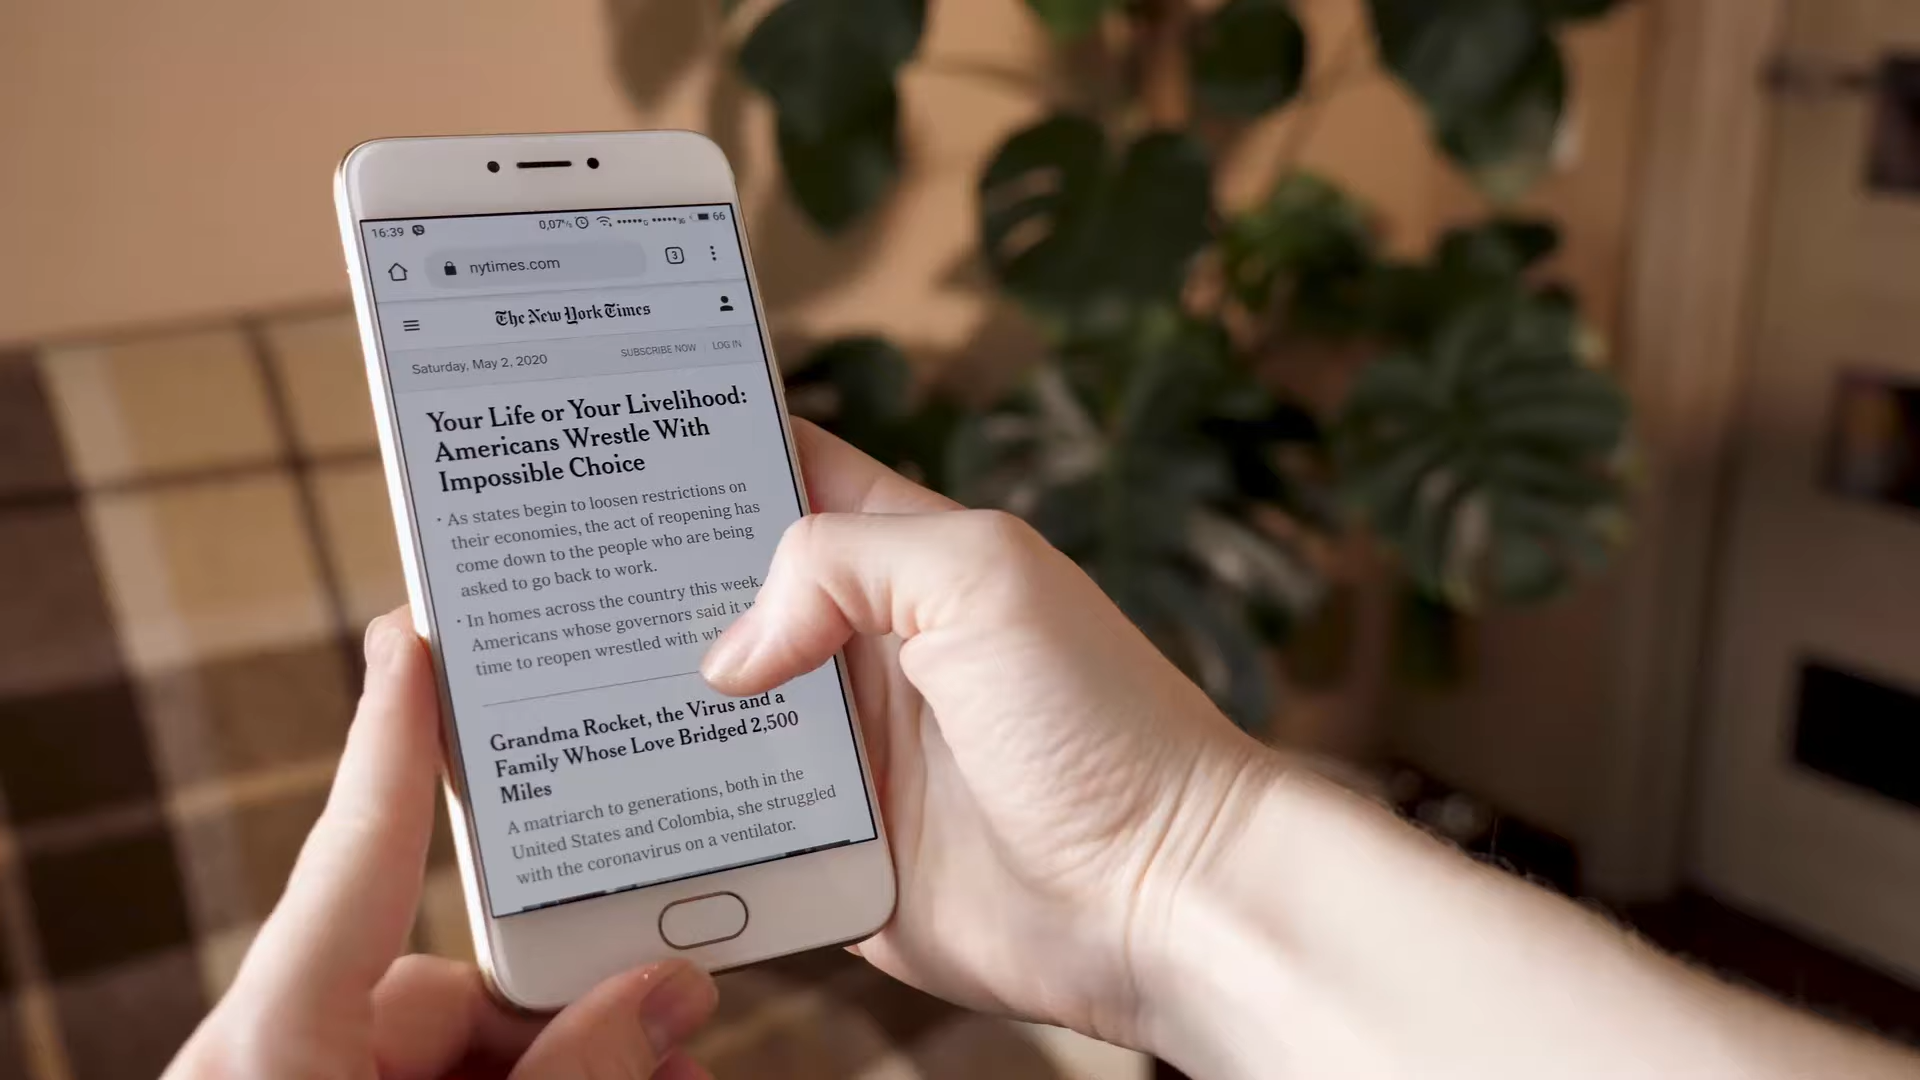 16:39
0,07 66
nytimes.com
3
The New York Times
Saturday, May 2, 2020
SUBSCRIBE NOW
LOG IN
Your Life or Your Livelihood:
Americans Wrestle With
Impossible Choice
• As states begin to loosen restrictions on
their economies, the act of reopening has
come down to the people who are being
asked to go back to work.
• In homes across the country this week,
Americans whose governors said it
time to reopen wrestled with
Grandma Rocket, the Virus and a
Family Whose Love Bridged 2,500
Miles
A matriarch to generations, both in the
United States and Colombia, she struggled
with the coronavirus on a ventilator.